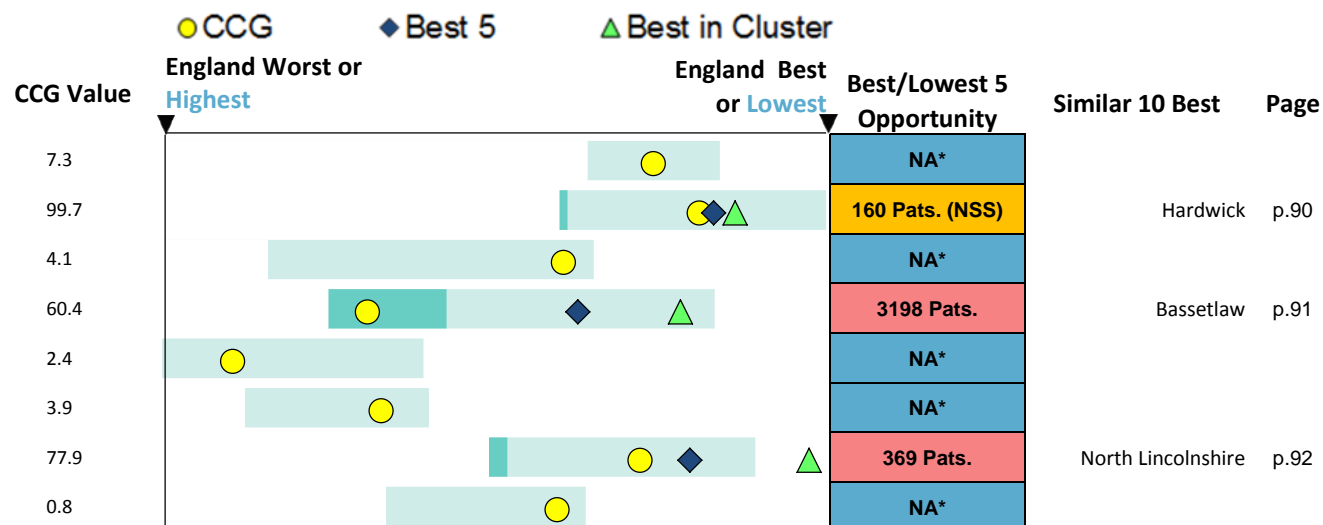 CCG Best 5 Best in Cluster
CCG Value England Worst or Highest England Best or Lowest Best/Lowest 5 Opportunity Similar 10 Best Page
7.3 NA*
99.7 160 Pats. (NSS) Hardwick p.90
4.1 NA*
60.4 3198 Pats. Bassetlaw p.91
2.4 NA*
3.9 NA*
77.9 369 Pats. North Lincolnshire p.92
0.8 NA*